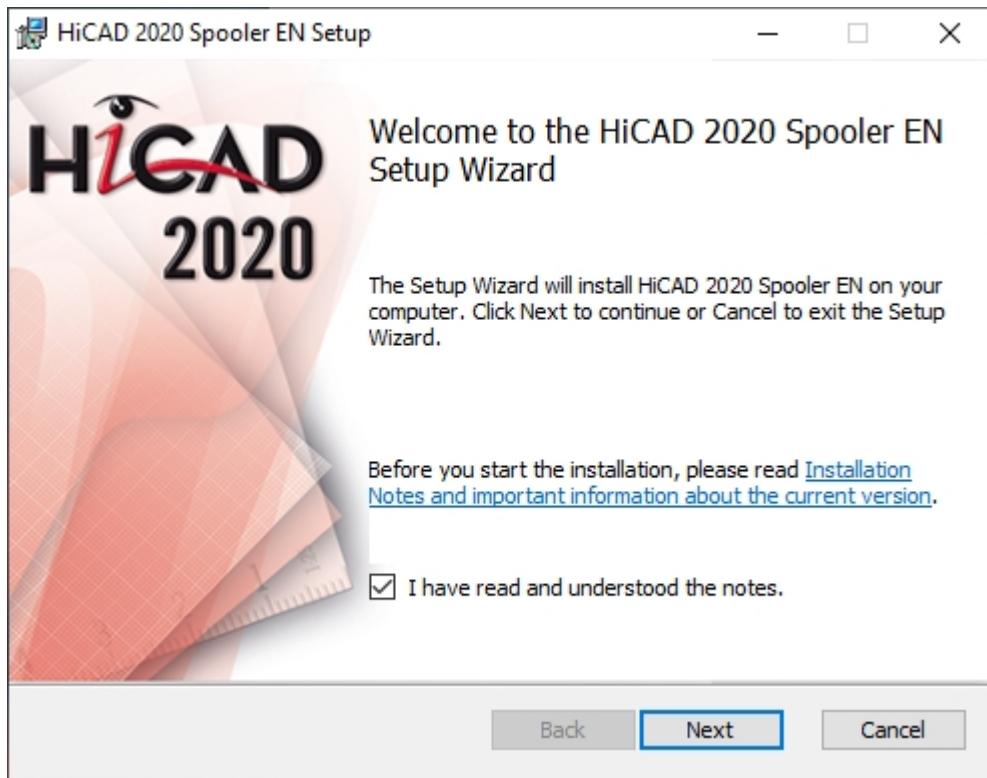 HiCAD 2020 Spooler EN Setup
HiCAD
2020
Welcome to the HiCAD 2020 Spooler EN
Setup Wizard
The Setup Wizard will install HiCAD 2020 Spooler EN on your
computer. Click Next to continue or Cancel to exit the Setup
Wizard.
Before you start the installation, please read Installation
Notes and important information about the current version.
I have read and understood the notes.
Back
Next
Cancel